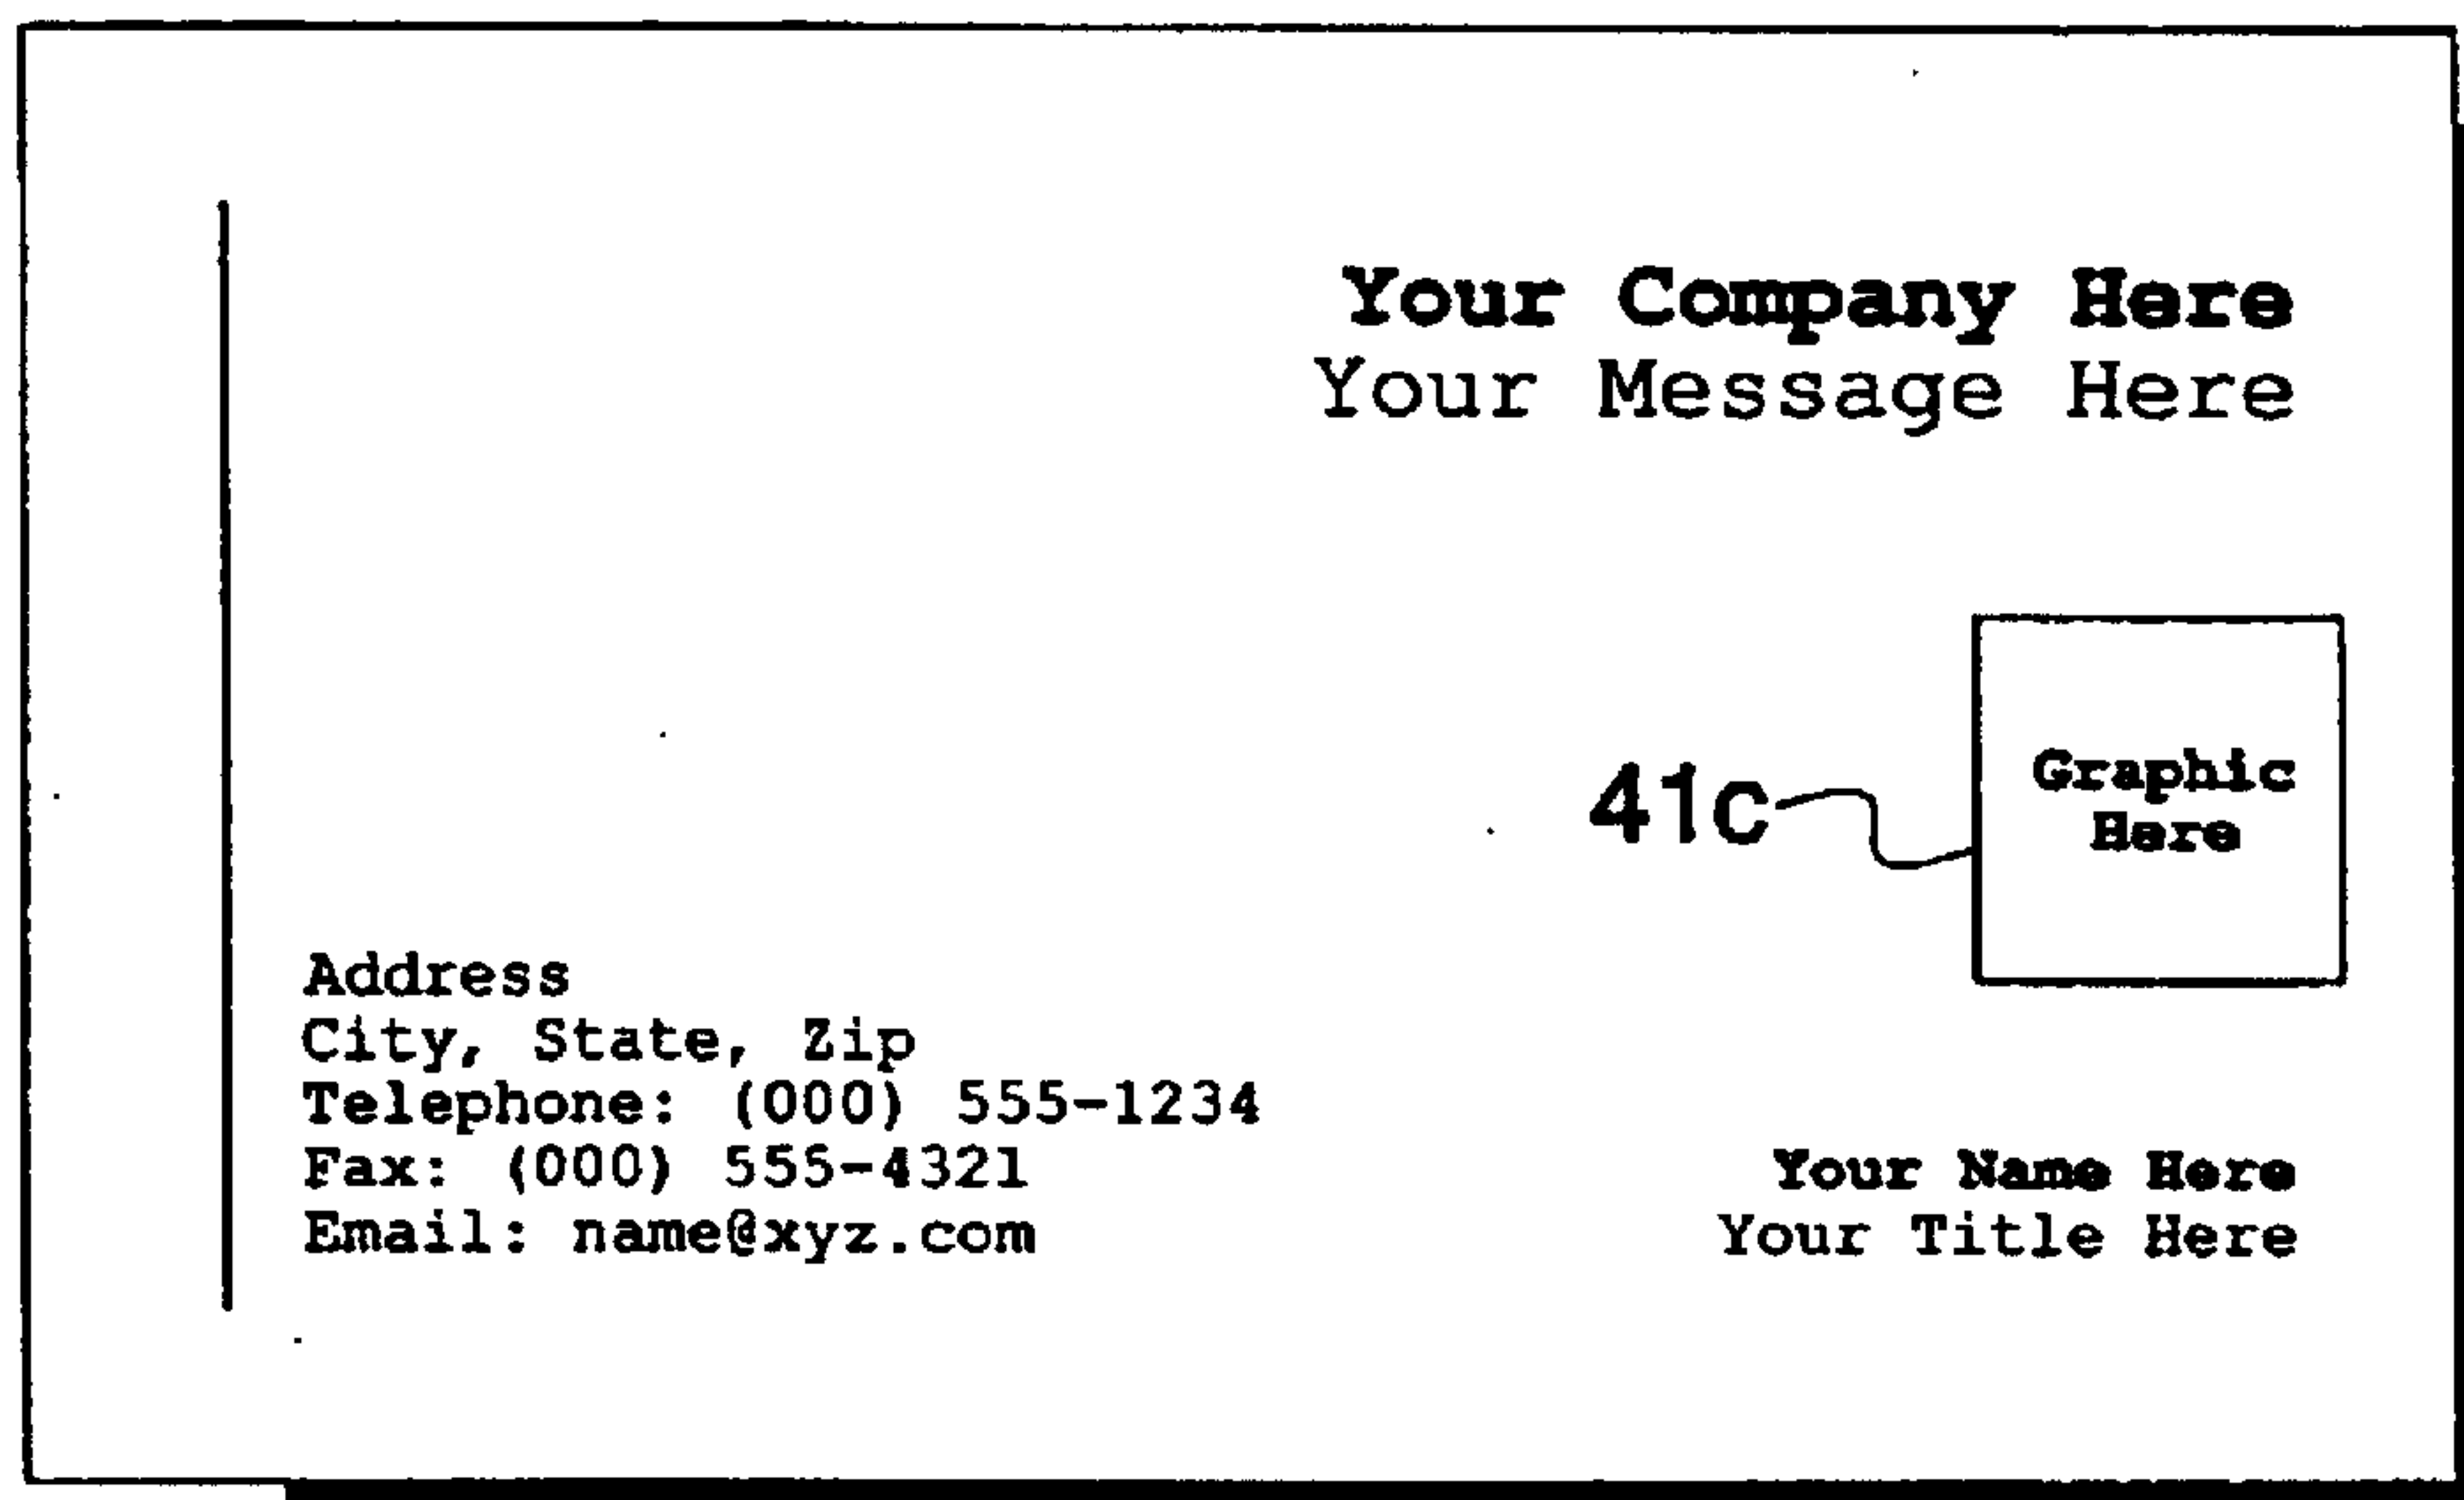 Your Company Here
Your Message Here
41c
Graphic
Here
Address
City, State, Zip
Telephone: (000) 555-1234
Fax: (000) 555-4321
Email: name@xyz.com
Your Name Here
Your Title Here